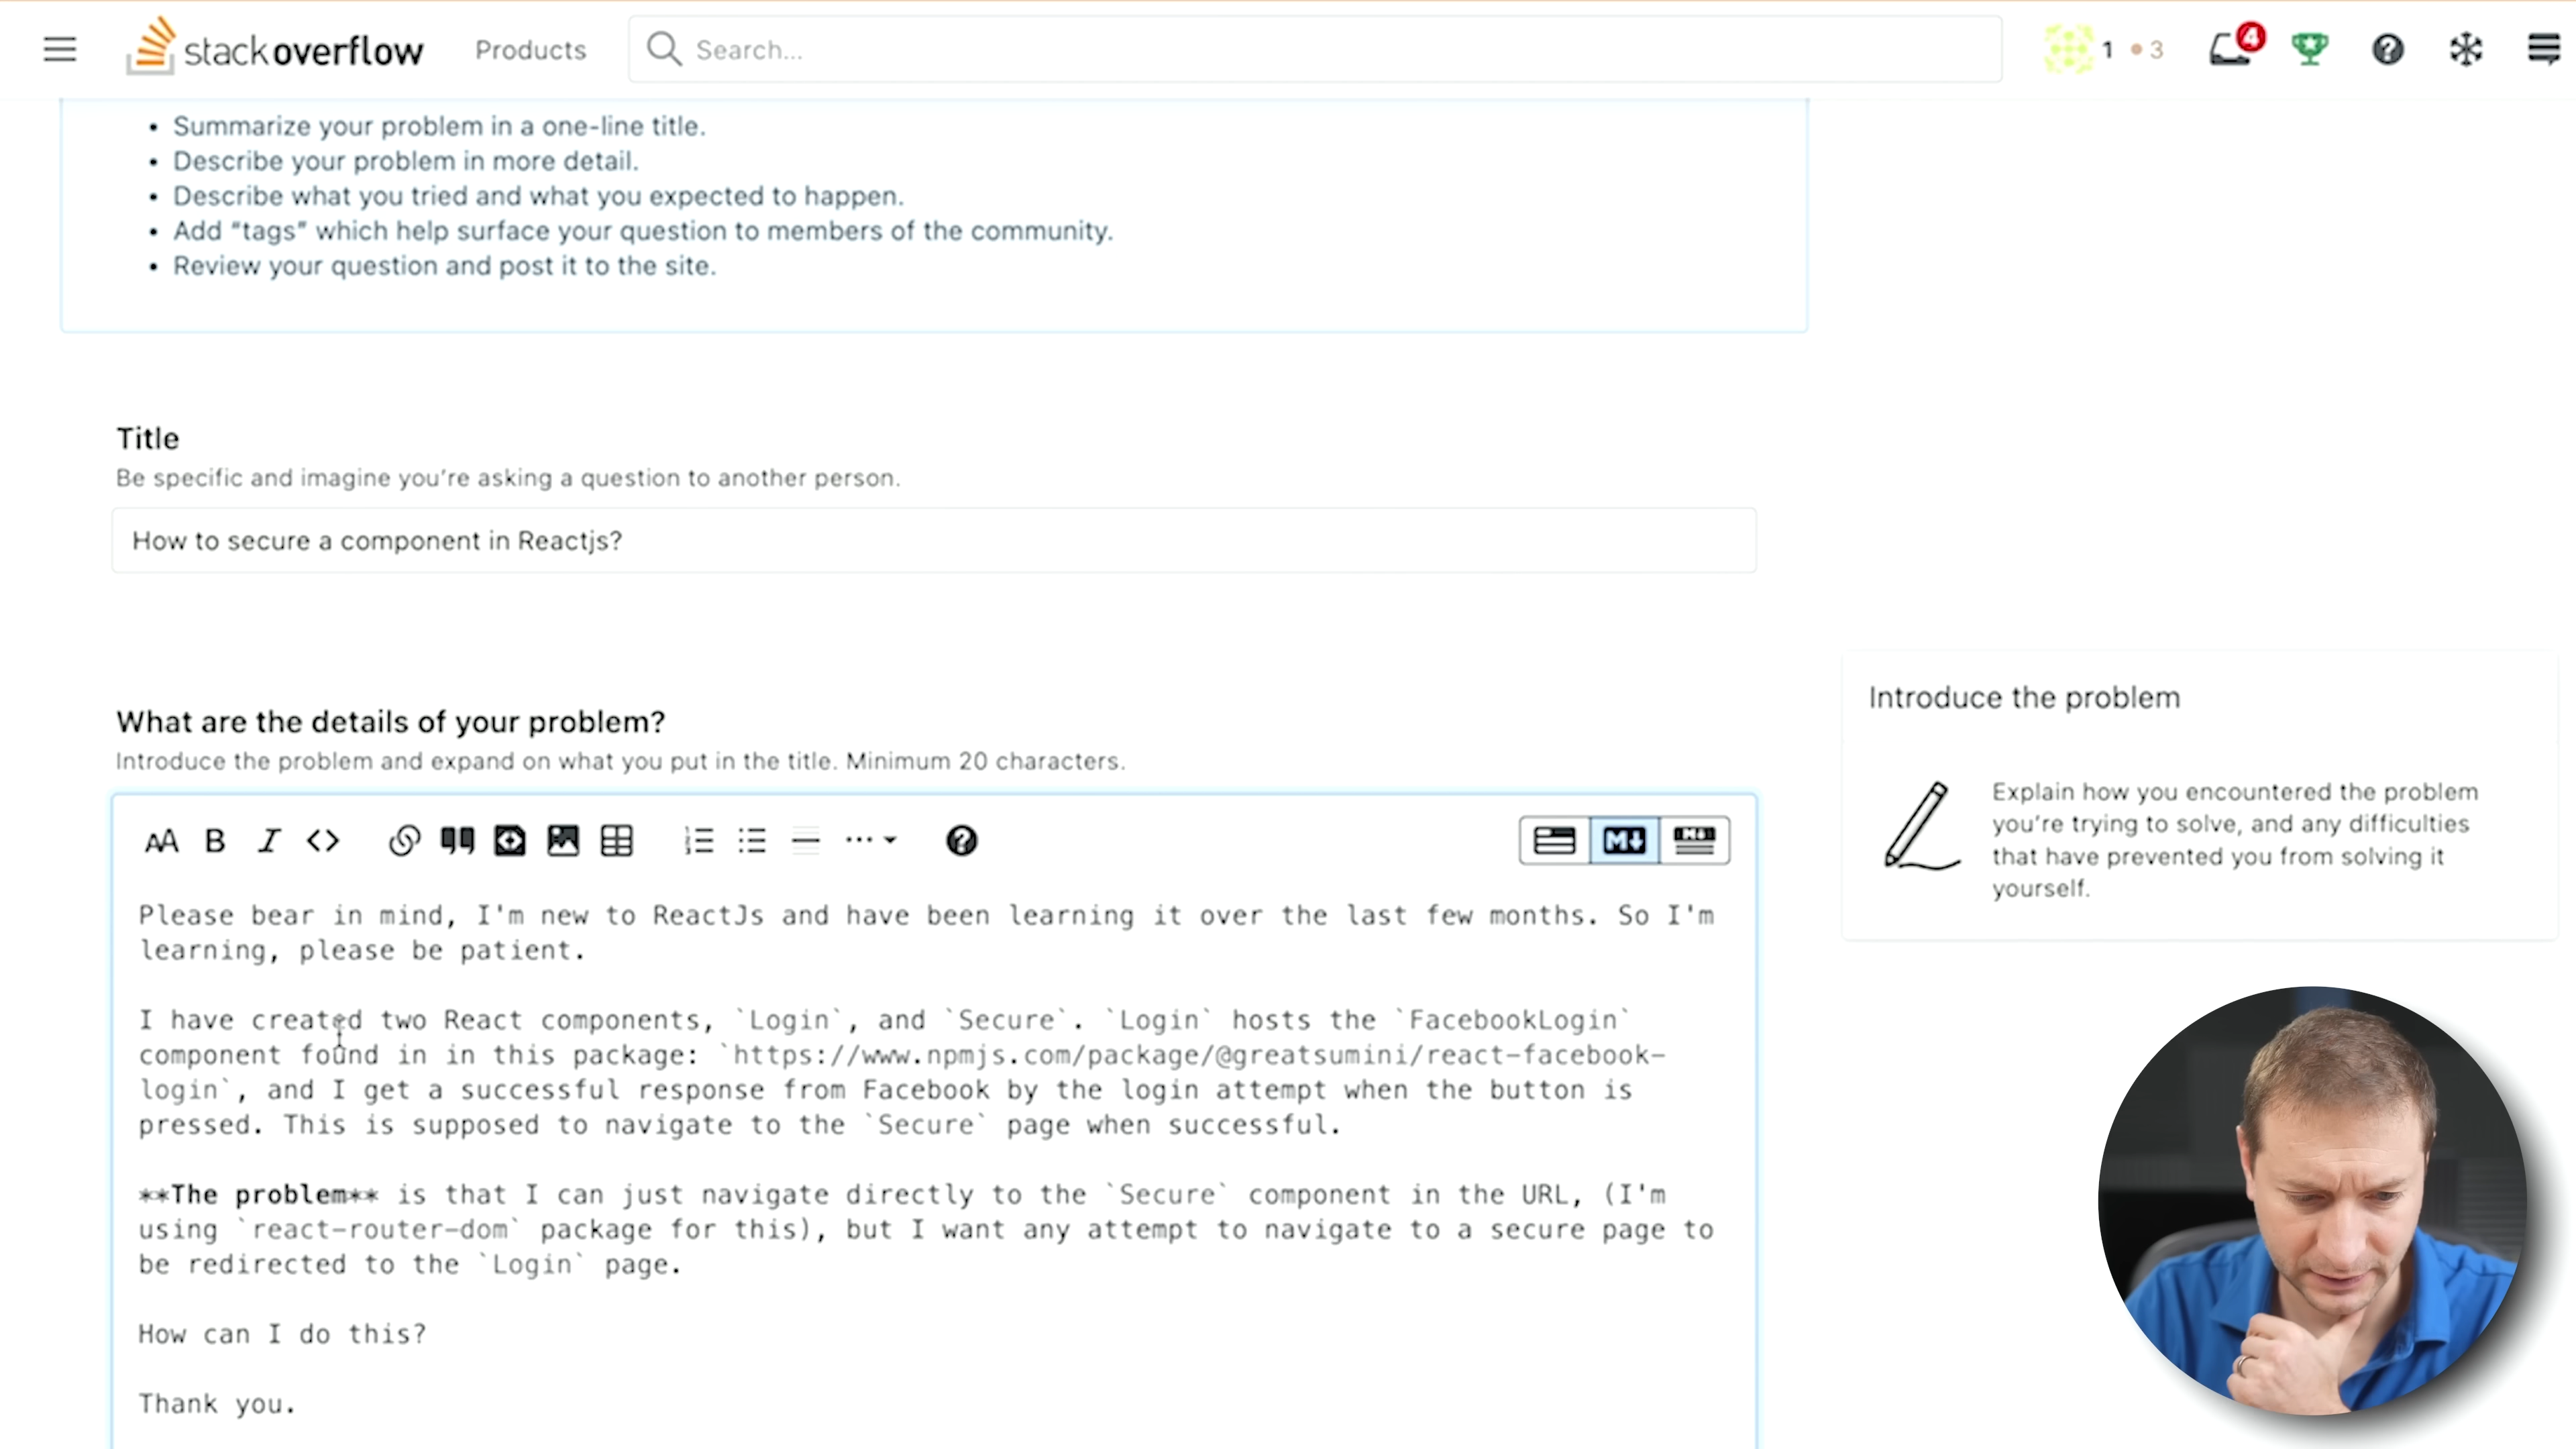 stackoverflow Products Search... 1 3 4
Summarize your problem in a one-line title.
Describe your problem in more detail.
Describe what you tried and what you expected to happen.
Add “tags” which help surface your question to members of the community.
Review your question and post it to the site.
Title
Be specific and imagine you’re asking a question to another person.
How to secure a component in Reactjs?
What are the details of your problem?
Introduce the problem and expand on what you put in the title. Minimum 20 characters.
AA B I <> M↓ M↓
Please bear in mind, I'm new to ReactJs and have been learning it over the last few months. So I'm
learning, please be patient.
I have created two React components, `Login`, and `Secure`. `Login` hosts the `FacebookLogin`
component found in in this package: `https://www.npmjs.com/package/@greatsumini/react-facebook-
login`, and I get a successful response from Facebook by the login attempt when the button is
pressed. This is supposed to navigate to the `Secure` page when successful.
**The problem** is that I can just navigate directly to the `Secure` component in the URL, (I'm
using `react-router-dom` package for this), but I want any attempt to navigate to a secure page to
be redirected to the `Login` page.
How can I do this?
Thank you.
Introduce the problem
Explain how you encountered the problem
you’re trying to solve, and any difficulties
that have prevented you from solving it
yourself.